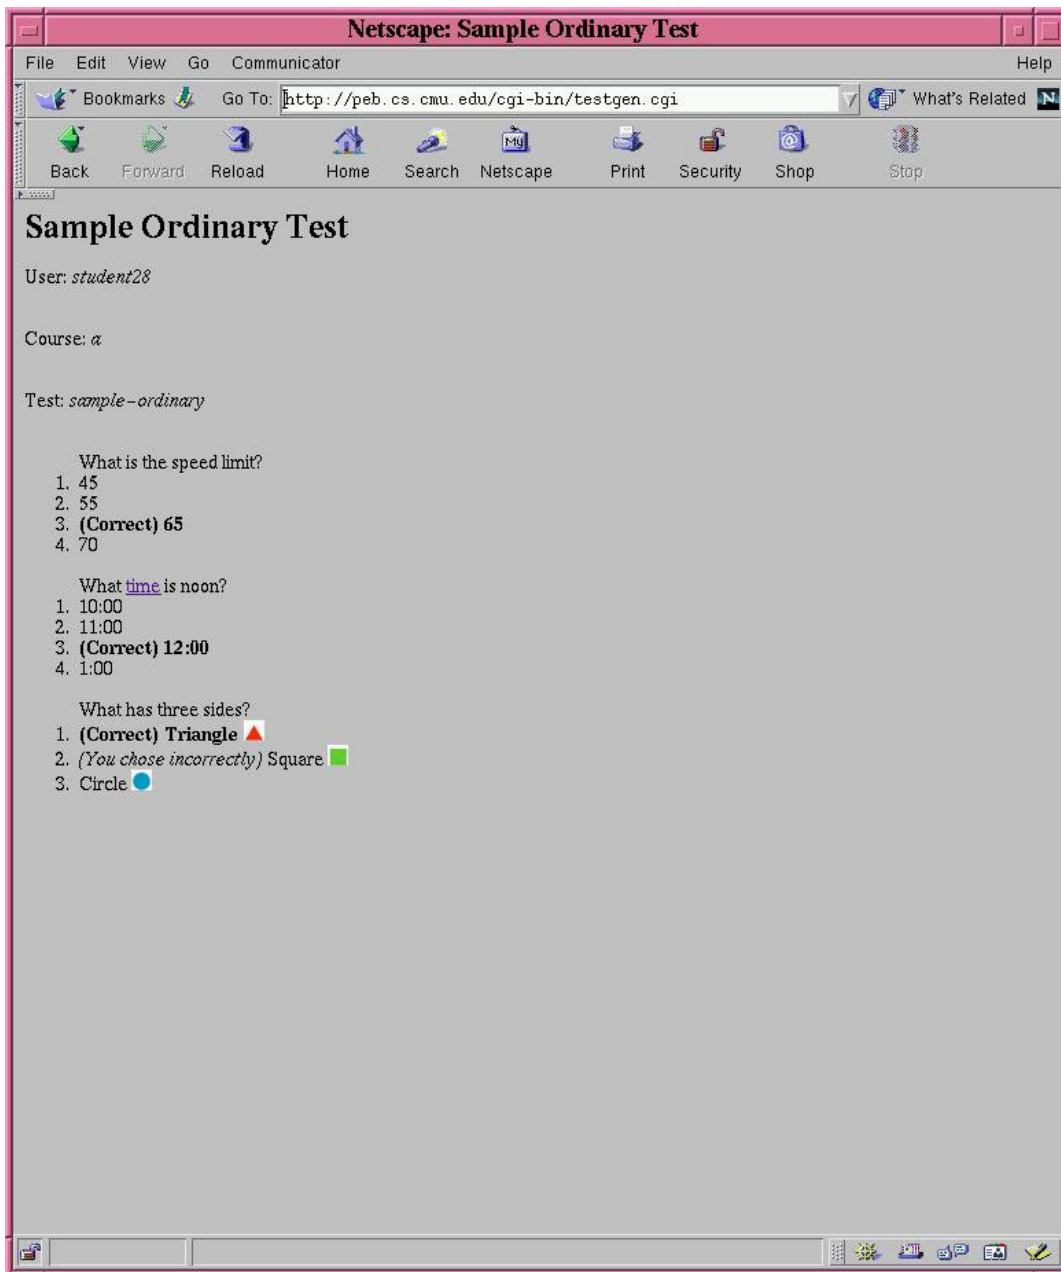 Netscape: Sample Ordinary Test
File Edit View Go Communicator Help
Bookmarks Go To: http://peb.cs.cmu.edu/cgi-bin/testgen.cgi What's Related N
My
Back Forward Reload Home Search Netscape Print Security Shop Stop
Sample Ordinary Test
User: student28
Course: a
Test: sample-ordinary
What is the speed limit?
1. 45
2. 55
3. (Correct) 65
4. 70
What time is noon?
1. 10:00
2. 11:00
3. (Correct) 12:00
4. 1:00
What has three sides?
1. (Correct) Triangle
2. (You chose incorrectly) Square
3. Circle